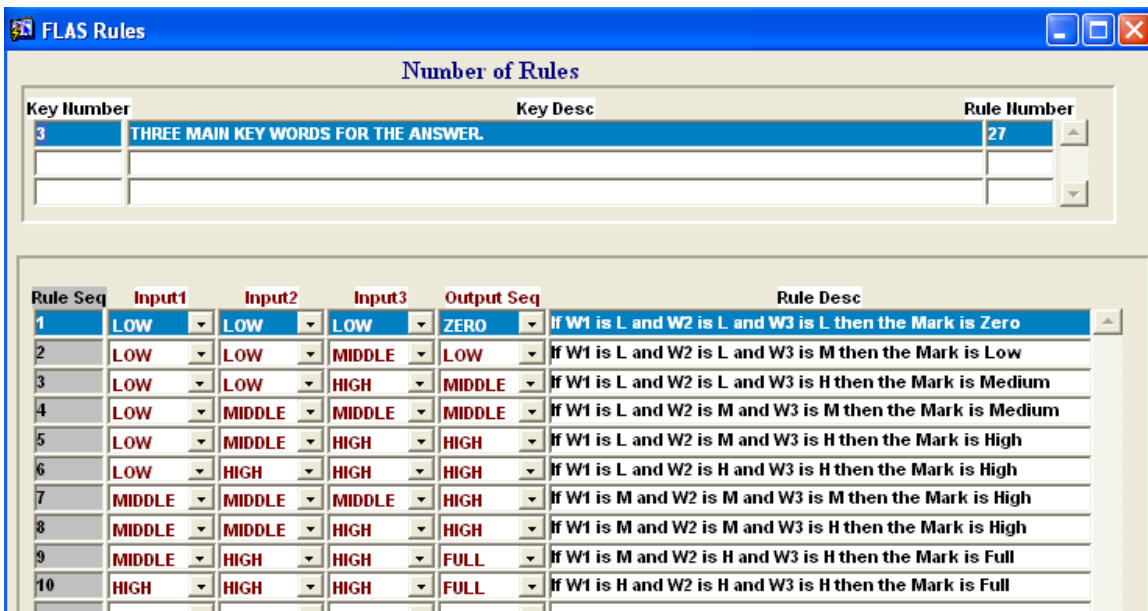 FLAS Rules
Number of Rules
Key Number Key Desc Rule Number
3 THREE MAIN KEY WORDS FOR THE ANSWER. 27
Rule Seq Input1 Input2 Input3 Output Seq Rule Desc
1 LOW LOW LOW ZERO If W1 is L and W2 is L and W3 is L then the Mark is Zero
2 LOW LOW MIDDLE LOW If W1 is L and W2 is L and W3 is M then the Mark is Low
3 LOW LOW HIGH MIDDLE If W1 is L and W2 is L and W3 is H then the Mark is Medium
4 LOW MIDDLE MIDDLE MIDDLE If W1 is L and W2 is M and W3 is M then the Mark is Medium
5 LOW MIDDLE HIGH HIGH If W1 is L and W2 is M and W3 is H then the Mark is High
6 LOW HIGH HIGH HIGH If W1 is L and W2 is H and W3 is H then the Mark is High
7 MIDDLE MIDDLE MIDDLE HIGH If W1 is M and W2 is M and W3 is M then the Mark is High
8 MIDDLE MIDDLE HIGH HIGH If W1 is M and W2 is M and W3 is H then the Mark is High
9 MIDDLE HIGH HIGH FULL If W1 is M and W2 is H and W3 is H then the Mark is Full
10 HIGH HIGH HIGH FULL If W1 is H and W2 is H and W3 is H then the Mark is Full